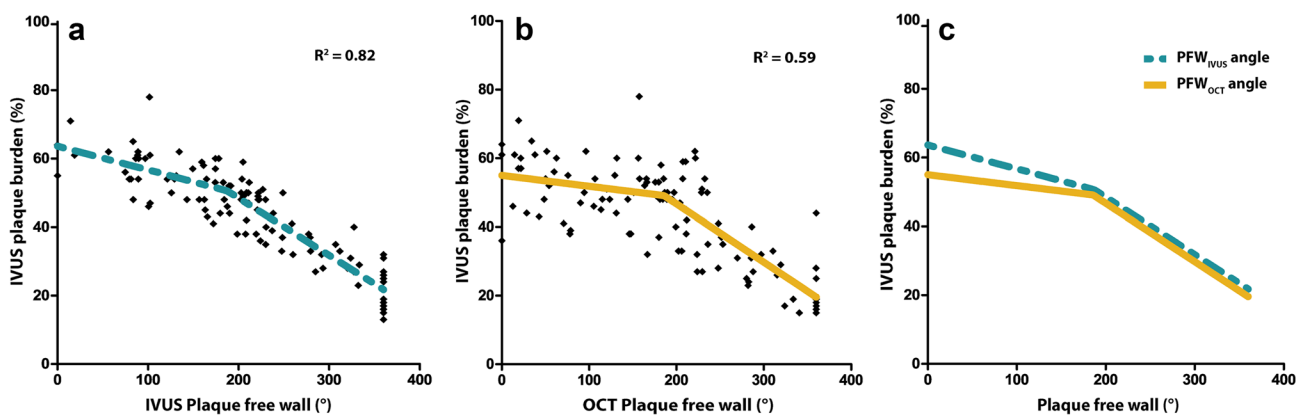 a
R² = 0.82
IVUS plaque burden (%)
100
80
60
40
20
0
0 100 200 300 400
IVUS Plaque free wall (°)
b
R² = 0.59
IVUS plaque burden (%)
100
80
60
40
20
0
0 100 200 300 400
OCT Plaque free wall (°)
c
PFW_IVUS angle
PFW_OCT angle
IVUS plaque burden (%)
100
80
60
40
20
0
0 100 200 300 400
Plaque free wall (°)